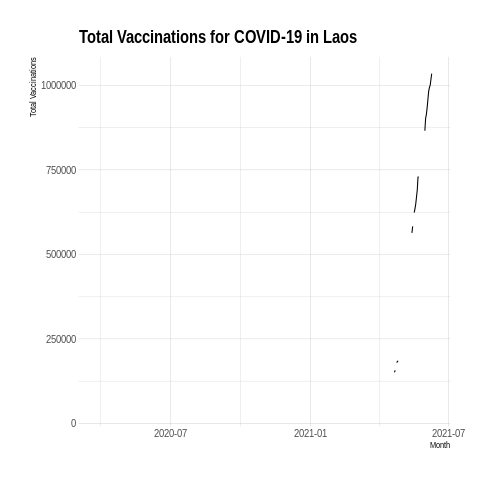 Total Vaccinations for COVID-19 in Laos
Total Vaccinations
1000000
750000
500000
250000
0
2020-07
2021-01
2021-07
Month